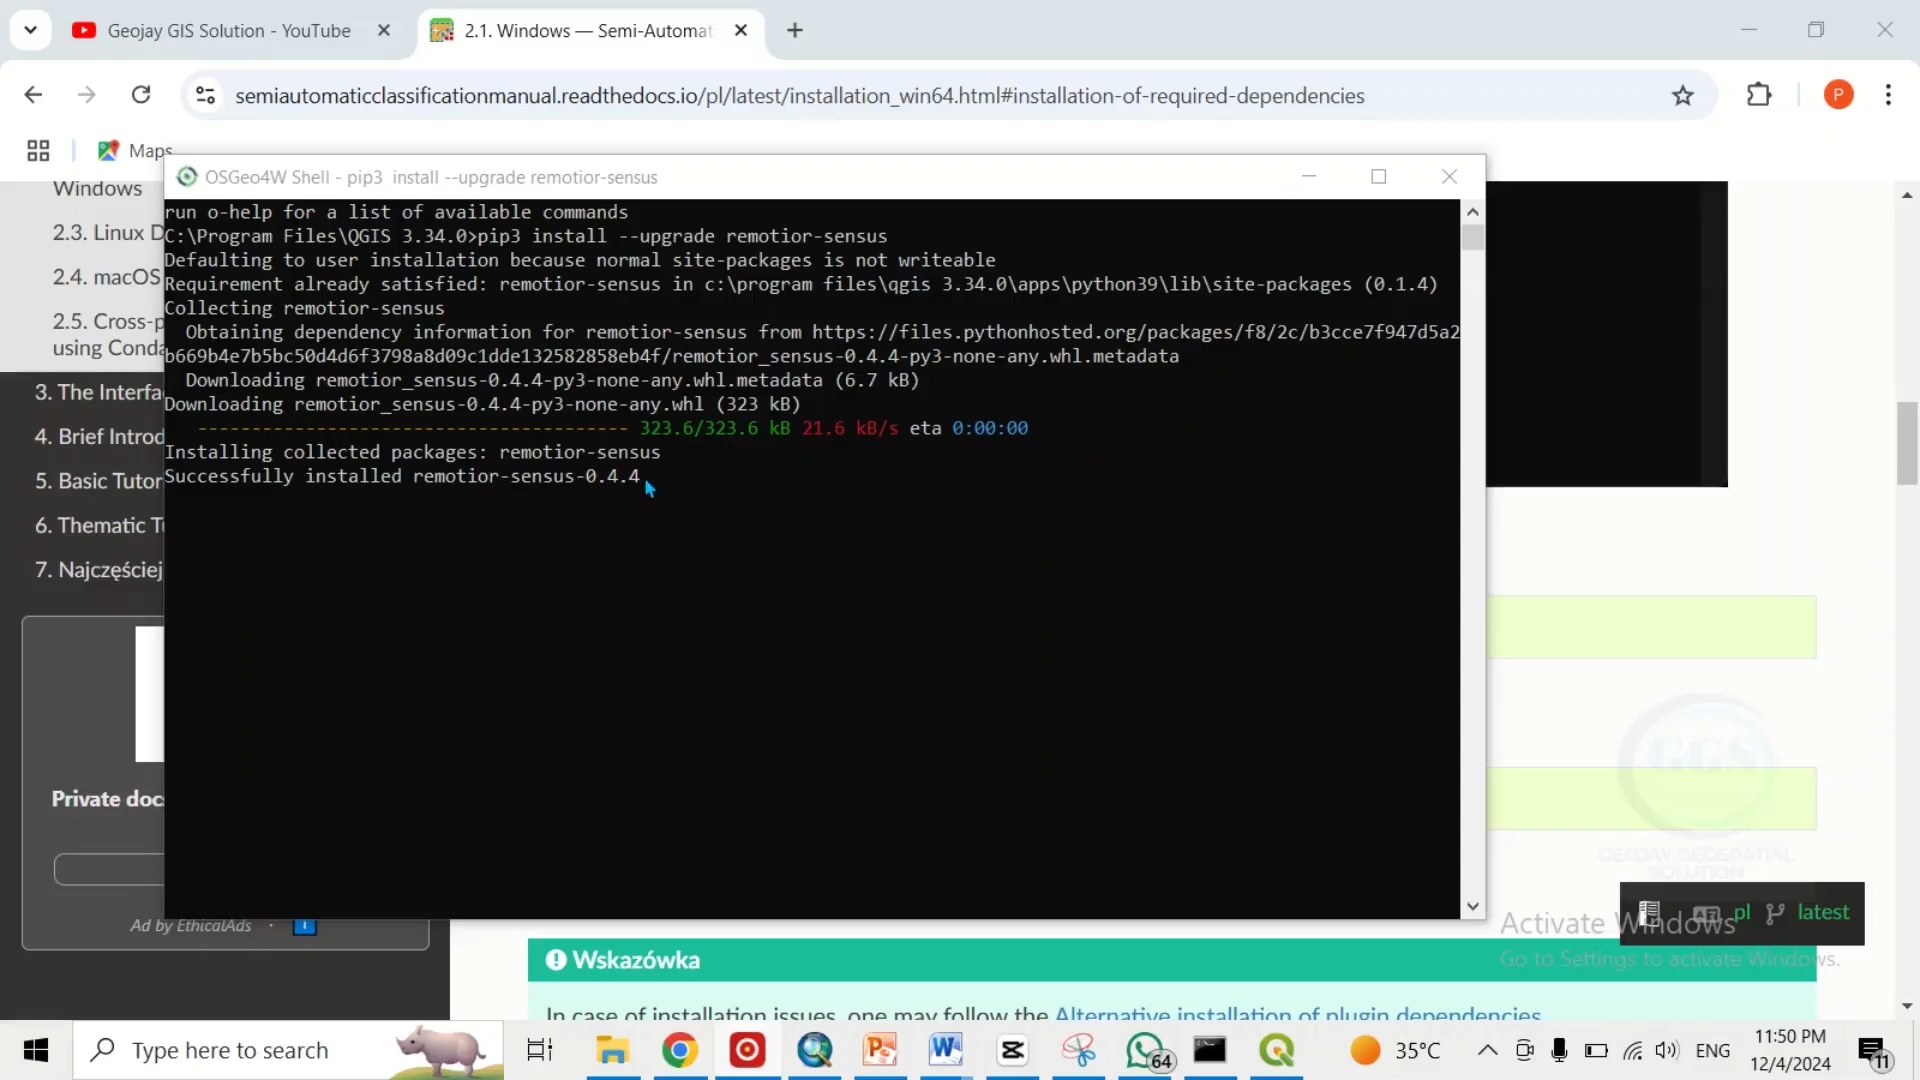 Geojay GIS Solution - YouTube
2.1. Windows — Semi-Automat
semiautomaticclassificationmanual.readthedocs.io/pl/latest/installation_win64.html#installation-of-required-dependencies
P
Maps
Windows
2.3. Linux D
2.4. macOS
2.5. Cross-p
using Conda
3. The Interfa
4. Brief Introd
5. Basic Tutor
6. Thematic T
7. Najczęściej
Private docs
Ad by EthicalAds ·
OSGeo4W Shell - pip3 install --upgrade remotior-sensus
run o-help for a list of available commands
C:\Program Files\QGIS 3.34.0>pip3 install --upgrade remotior-sensus
Defaulting to user installation because normal site-packages is not writeable
Requirement already satisfied: remotior-sensus in c:\program files\qgis 3.34.0\apps\python39\lib\site-packages (0.1.4)
Collecting remotior-sensus
Obtaining dependency information for remotior-sensus from https://files.pythonhosted.org/packages/f8/2c/b3cce7f947d5a2
b669b4e7b5bc50d4d6f3798a8d09c1dde132582858eb4f/remotior_sensus-0.4.4-py3-none-any.whl.metadata
Downloading remotior_sensus-0.4.4-py3-none-any.whl.metadata (6.7 kB)
Downloading remotior_sensus-0.4.4-py3-none-any.whl (323 kB)
---------------------------------------- 323.6/323.6 kB 21.6 kB/s eta 0:00:00
Installing collected packages: remotior-sensus
Successfully installed remotior-sensus-0.4.4
GGS
GEOJAY GEOSPATIAL
SOLUTION
pl latest
Activate Windows
Go to Settings to activate Windows.
Wskazówka
In case of installation issues, one may follow the Alternative installation of plugin dependencies.
Type here to search
64
35°C
ENG
11:50 PM
12/4/2024
11